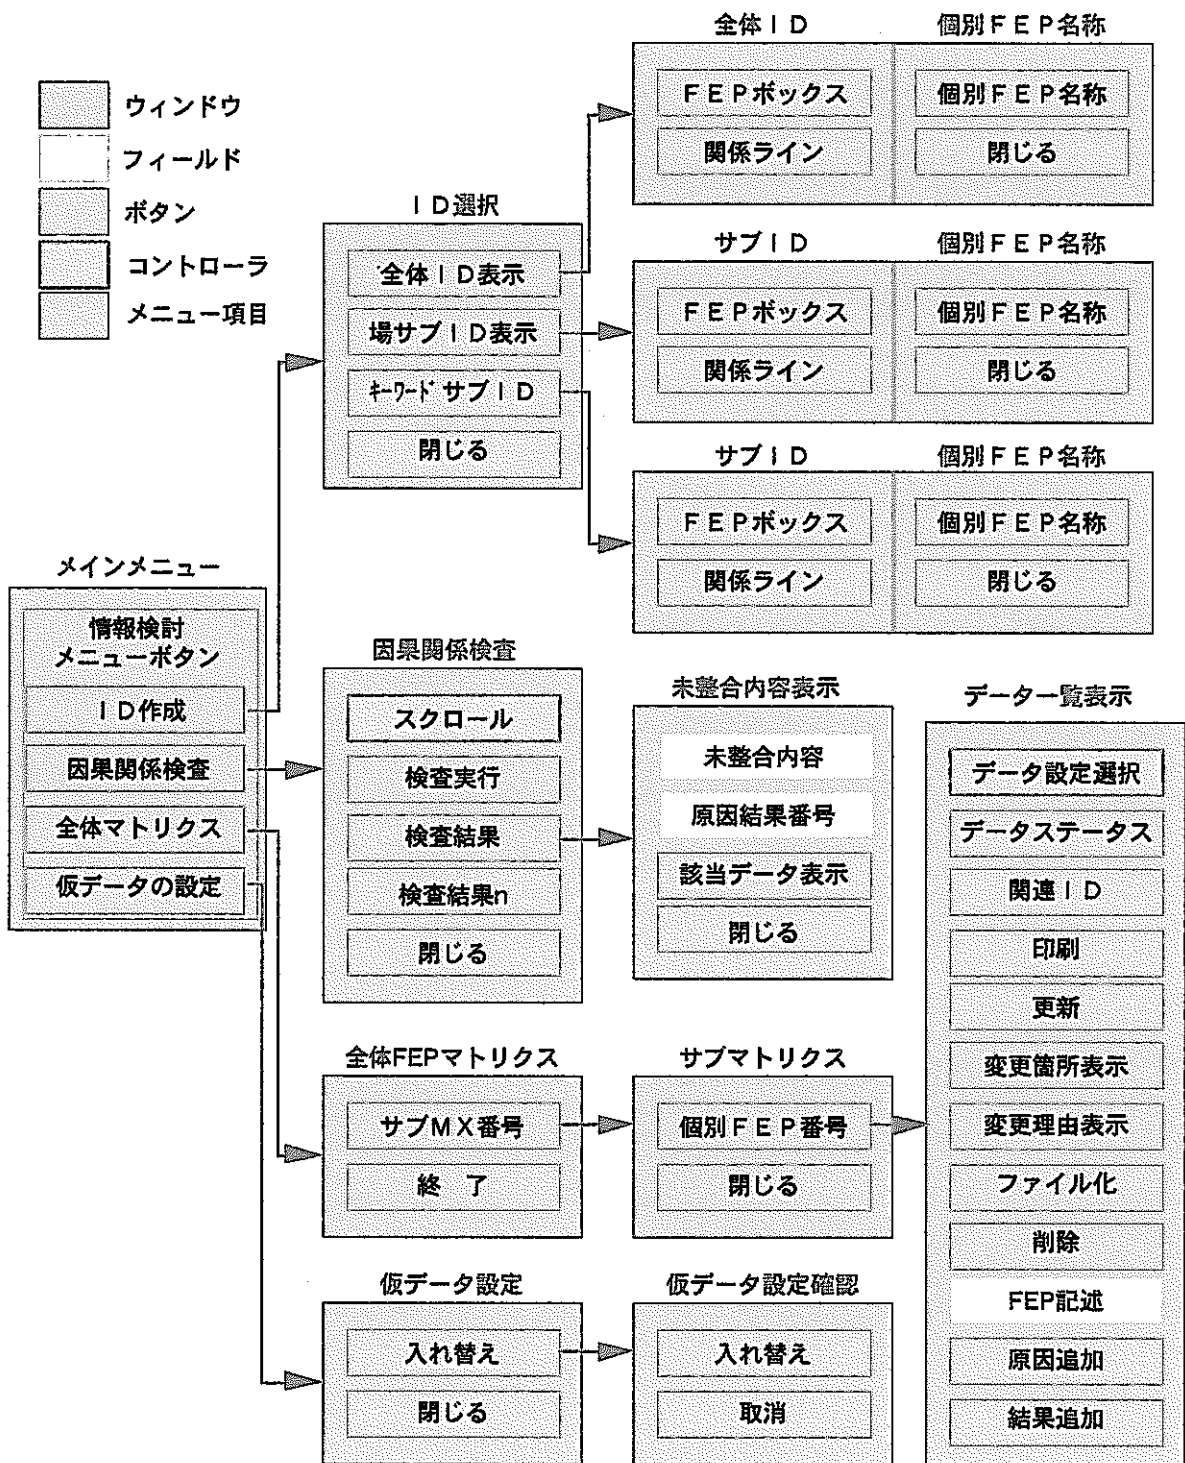 ウィンドウ
フィールド
ボタン
コントローラ
メニュー項目
メインメニュー
情報検討
メニューボタン
ID作成
因果関係検査
全体マトリクス
仮データの設定
ID選択
全体ID表示
場サブID表示
キーワードサブID
閉じる
全体ID
個別FEP名称
FEPボックス
個別FEP名称
関係ライン
閉じる
サブID
個別FEP名称
FEPボックス
個別FEP名称
関係ライン
閉じる
サブID
個別FEP名称
FEPボックス
個別FEP名称
関係ライン
閉じる
因果関係検査
スクロール
検査実行
検査結果
検査結果n
閉じる
未整合内容表示
未整合内容
原因結果番号
該当データ表示
閉じる
全体FEPマトリクス
サブMX番号
終 了
サブマトリクス
個別FEP番号
閉じる
データ一覧表示
データ設定選択
データステータス
関連ID
印刷
更新
変更箇所表示
変更理由表示
ファイル化
削除
FEP記述
原因追加
結果追加
仮データ設定
入れ替え
閉じる
仮データ設定確認
入れ替え
取消